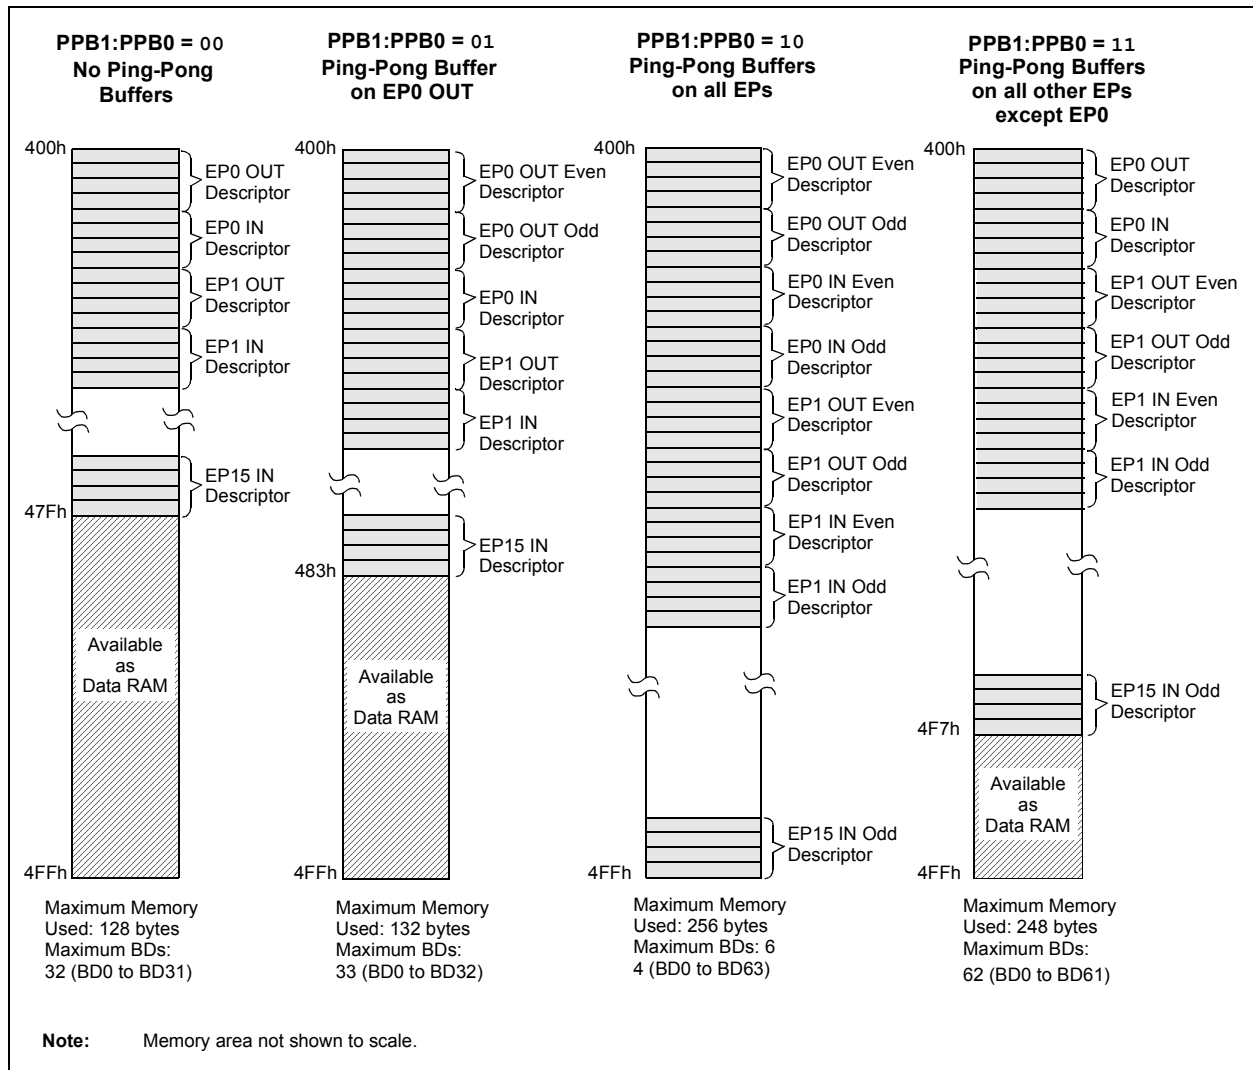 PPB1:PPB0 = 00
No Ping-Pong
Buffers
400h
EP0 OUT
Descriptor
EP0 IN
Descriptor
EP1 OUT
Descriptor
EP1 IN
Descriptor
EP15 IN
Descriptor
47Fh
Available
as
Data RAM
4FFh
Maximum Memory
Used: 128 bytes
Maximum BDs:
32 (BD0 to BD31)
PPB1:PPB0 = 01
Ping-Pong Buffer
on EP0 OUT
400h
EP0 OUT Even
Descriptor
EP0 OUT Odd
Descriptor
EP0 IN
Descriptor
EP1 OUT
Descriptor
EP1 IN
Descriptor
EP15 IN
Descriptor
483h
Available
as
Data RAM
4FFh
Maximum Memory
Used: 132 bytes
Maximum BDs:
33 (BD0 to BD32)
PPB1:PPB0 = 10
Ping-Pong Buffers
on all EPs
400h
EP0 OUT Even
Descriptor
EP0 OUT Odd
Descriptor
EP0 IN Even
Descriptor
EP0 IN Odd
Descriptor
EP1 OUT Even
Descriptor
EP1 OUT Odd
Descriptor
EP1 IN Even
Descriptor
EP1 IN Odd
Descriptor
EP15 IN Odd
Descriptor
4FFh
Maximum Memory
Used: 256 bytes
Maximum BDs: 6
4 (BD0 to BD63)
PPB1:PPB0 = 11
Ping-Pong Buffers
on all other EPs
except EP0
400h
EP0 OUT
Descriptor
EP0 IN
Descriptor
EP1 OUT Even
Descriptor
EP1 OUT Odd
Descriptor
EP1 IN Even
Descriptor
EP1 IN Odd
Descriptor
EP15 IN Odd
Descriptor
4F7h
Available
as
Data RAM
4FFh
Maximum Memory
Used: 248 bytes
Maximum BDs:
62 (BD0 to BD61)
Note: Memory area not shown to scale.